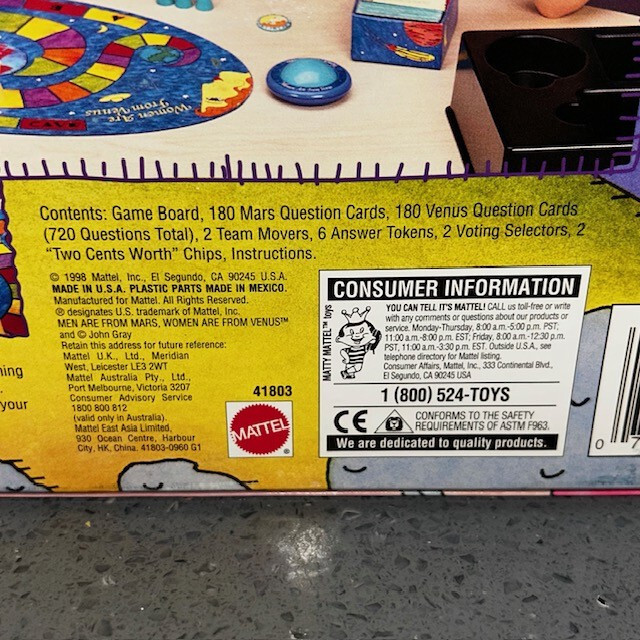 Women Are
From Venus
Contents: Game Board, 180 Mars Question Cards, 180 Venus Question Cards
(720 Questions Total), 2 Team Movers, 6 Answer Tokens, 2 Voting Selectors, 2
“Two Cents Worth” Chips, Instructions.
© 1998 Mattel, Inc., El Segundo, CA 90245 U.S.A.
MADE IN U.S.A. PLASTIC PARTS MADE IN MEXICO.
Manufactured for Mattel. All Rights Reserved.
® designates U.S. trademark of Mattel, Inc.
MEN ARE FROM MARS, WOMEN ARE FROM VENUS™
and © John Gray
Retain this address for future reference:
Mattel U.K., Ltd., Meridian
West, Leicester LE3 2WT
Mattel Australia Pty., Ltd.,
Port Melbourne, Victoria 3207
Consumer Advisory Service
1800 800 812
(valid only in Australia).
Mattel East Asia Limited,
930 Ocean Centre, Harbour
City, HK, China. 41803-0960 G1
your
41803
MATTEL
®
CONSUMER INFORMATION
MATTY MATTEL™ toys
YOU CAN TELL IT'S MATTEL! CALL us toll-free or write
with any comments or questions about our products or
service. Monday-Thursday, 8:00 a.m.-5:00 p.m. PST,
11:00 a.m.-8:00 p.m. EST; Friday, 8:00 a.m.-12:30 p.m.
PST, 11:00 a.m.-3:30 p.m. EST. Outside U.S.A., see
telephone directory for Mattel listing.
Consumer Affairs, Mattel, Inc., 333 Continental Blvd.,
El Segundo, CA 90245 USA
1 (800) 524-TOYS
CE
CONFORMS TO THE SAFETY
REQUIREMENTS OF ASTM F963.
We are dedicated to quality products.
0 7